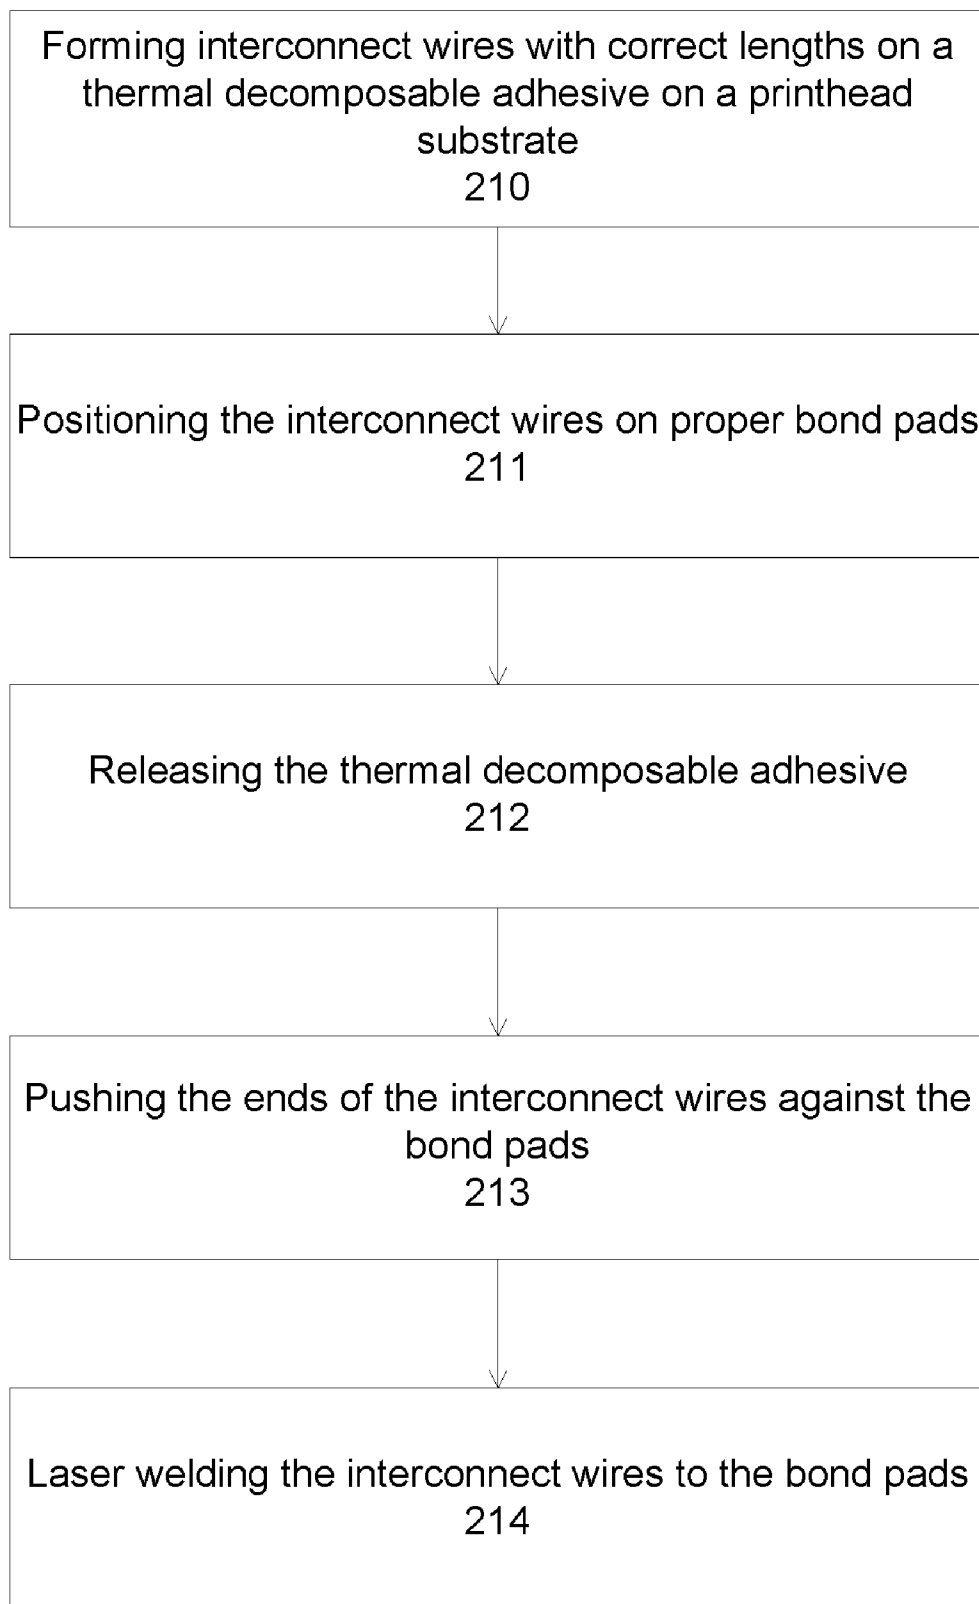 Forming interconnect wires with correct lengths on a
thermal decomposable adhesive on a printhead
substrate
210
Positioning the interconnect wires on proper bond pads
211
Releasing the thermal decomposable adhesive
212
Pushing the ends of the interconnect wires against the
bond pads
213
Laser welding the interconnect wires to the bond pads
214